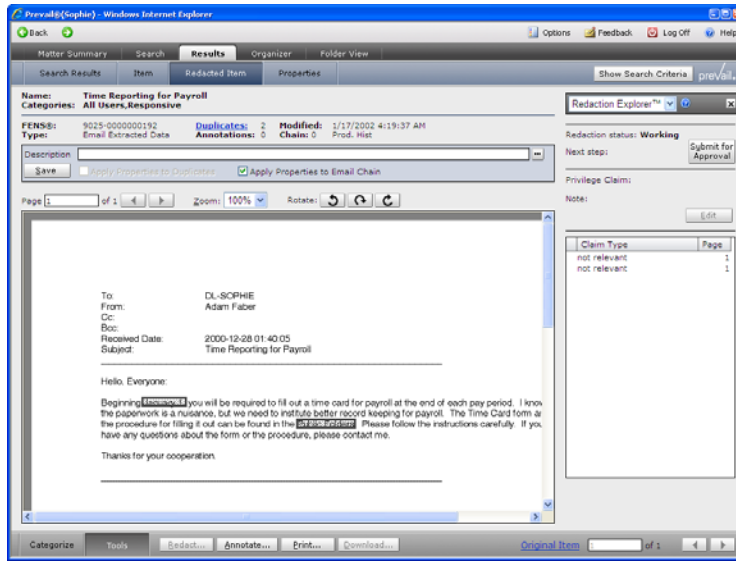 Prevail®(Sophie) - Windows Internet Explorer
Back Options Feedback Log Off Help
Matter Summary Search Results Organizer Folder View
Search Results Item Redacted Item Properties Show Search Criteria prevail
Name: Time Reporting for Payroll
Categories: All Users,Responsive
Redaction Explorer™
FENS®: 9025-0000000192 Duplicates: 2 Modified: 1/17/2002 4:19:37 AM
Type: Email Extracted Data Annotations: 0 Chain: 0 Prod. Hist
Redaction status: Working
Next step: Submit for Approval
Description
Save Apply Properties to Duplicates Apply Properties to Email Chain
Privilege Claim:
Note:
Edit
Page 1 of 1 Zoom: 100% Rotate:
Claim Type Page
not relevant 1
not relevant 1
To: DL-SOPHIE
From: Adam Faber
Cc:
Bcc:
Received Date: 2000-12-28 01:40:05
Subject: Time Reporting for Payroll
Hello, Everyone:
Beginning January 1, you will be required to fill out a time card for payroll at the end of each pay period. I know
the paperwork is a nuisance, but we need to institute better record keeping for payroll. The Time Card form ar
the procedure for filling it out can be found in the Public Folders. Please follow the instructions carefully. If you
have any questions about the form or the procedure, please contact me.
Thanks for your cooperation.
Categorize Tools Redact... Annotate... Print... Download... Original Item 1 of 1